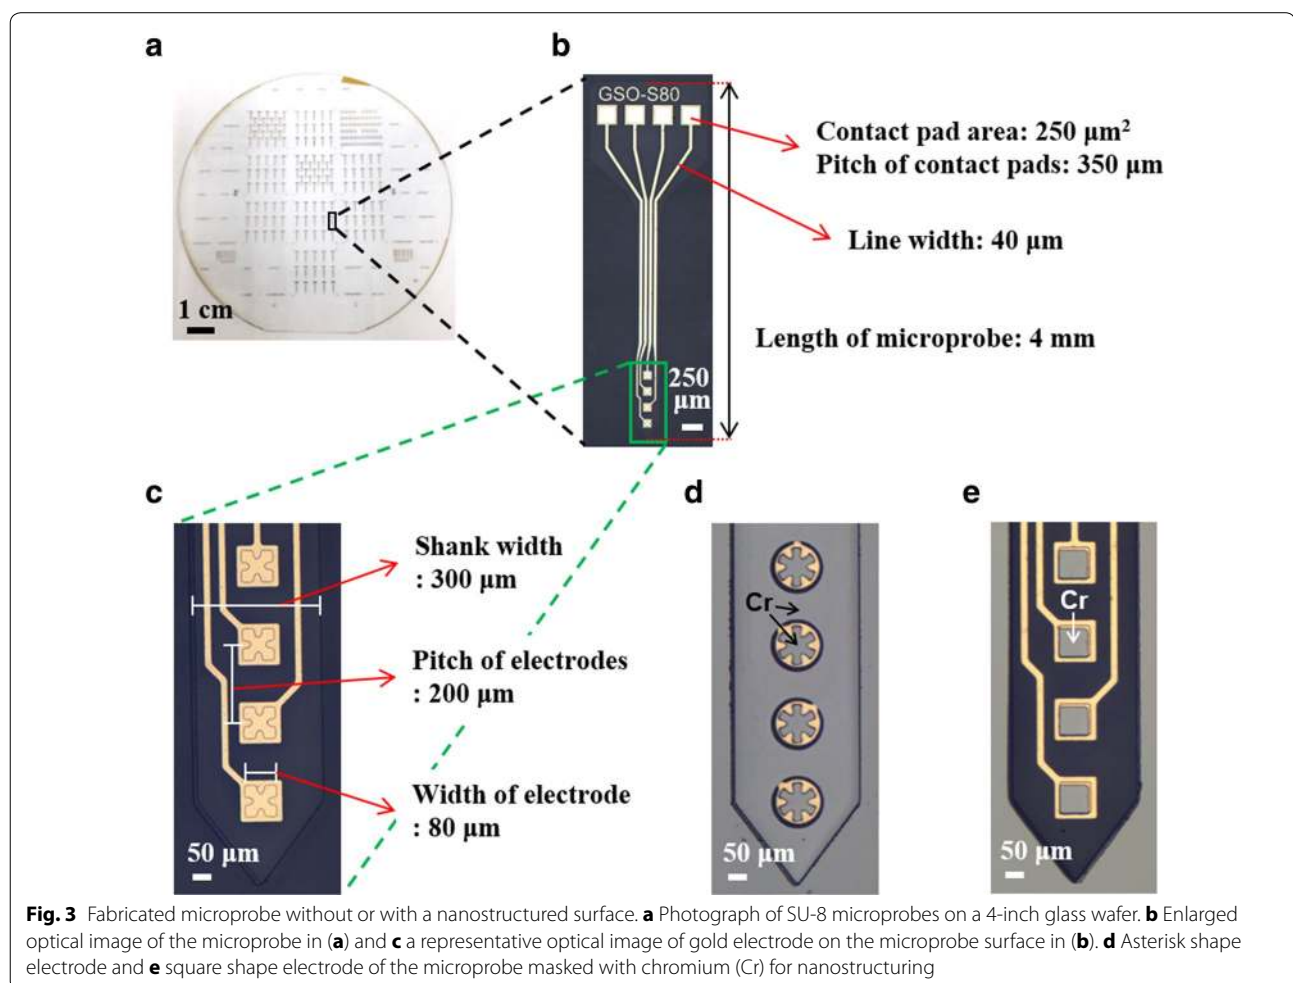 a
b
GSO-S80
Contact pad area: 250 µm²
Pitch of contact pads: 350 µm
Line width: 40 µm
1 cm
Length of microprobe: 4 mm
250
µm
c
d
e
Shank width
: 300 µm
Cr
Cr
Pitch of electrodes
: 200 µm
Width of electrode
: 80 µm
50 µm
50 µm
50 µm
Fig. 3 Fabricated microprobe without or with a nanostructured surface. a Photograph of SU-8 microprobes on a 4-inch glass wafer. b Enlarged
optical image of the microprobe in (a) and c a representative optical image of gold electrode on the microprobe surface in (b). d Asterisk shape
electrode and e square shape electrode of the microprobe masked with chromium (Cr) for nanostructuring